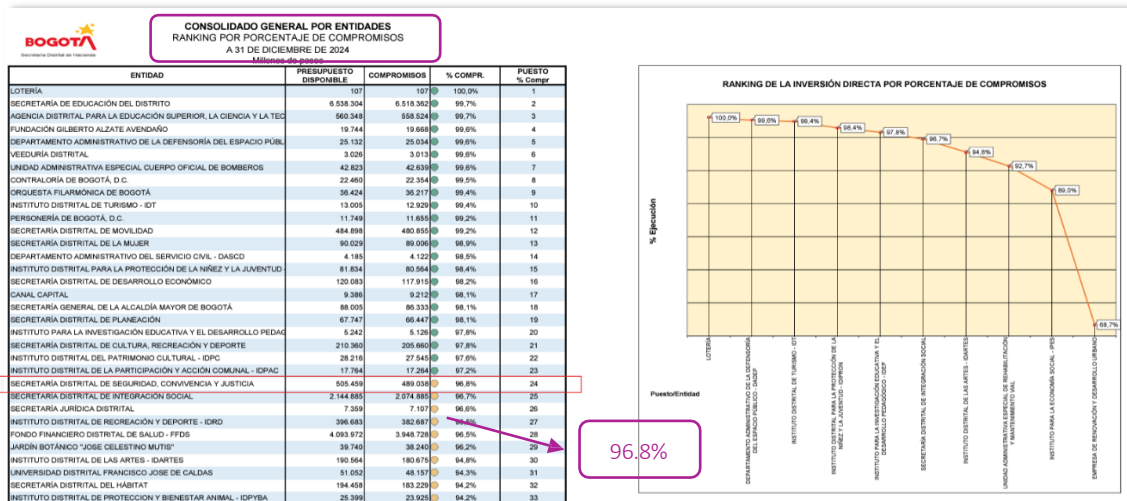 BOGOTÁ
Secretaría Distrital de Hacienda
CONSOLIDADO GENERAL POR ENTIDADES
RANKING POR PORCENTAJE DE COMPROMISOS
A 31 DE DICIEMBRE DE 2024
Millones de pesos
ENTIDAD PRESUPUESTO DISPONIBLE COMPROMISOS % COMPR. PUESTO % Compr
LOTERÍA 107 107 100,0% 1
SECRETARÍA DE EDUCACIÓN DEL DISTRITO 6.538.304 6.518.362 99,7% 2
AGENCIA DISTRITAL PARA LA EDUCACIÓN SUPERIOR, LA CIENCIA Y LA TEC 560.348 558.524 99,7% 3
FUNDACIÓN GILBERTO ALZATE AVENDAÑO 19.744 19.668 99,6% 4
DEPARTAMENTO ADMINISTRATIVO DE LA DEFENSORÍA DEL ESPACIO PÚBL 25.132 25.034 99,6% 5
VEEDURÍA DISTRITAL 3.026 3.013 99,6% 6
UNIDAD ADMINISTRATIVA ESPECIAL CUERPO OFICIAL DE BOMBEROS 42.823 42.639 99,6% 7
CONTRALORÍA DE BOGOTÁ, D.C. 22.460 22.354 99,5% 8
ORQUESTA FILARMÓNICA DE BOGOTÁ 36.424 36.217 99,4% 9
INSTITUTO DISTRITAL DE TURISMO - IDT 13.005 12.929 99,4% 10
PERSONERÍA DE BOGOTÁ, D.C. 11.749 11.655 99,2% 11
SECRETARÍA DISTRITAL DE MOVILIDAD 484.898 480.855 99,2% 12
SECRETARÍA DISTRITAL DE LA MUJER 90.029 89.006 98,9% 13
DEPARTAMENTO ADMINISTRATIVO DEL SERVICIO CIVIL - DASCD 4.185 4.122 98,5% 14
INSTITUTO DISTRITAL PARA LA PROTECCIÓN DE LA NIÑEZ Y LA JUVENTUD - 81.834 80.564 98,4% 15
SECRETARÍA DISTRITAL DE DESARROLLO ECONÓMICO 120.083 117.915 98,2% 16
CANAL CAPITAL 9.386 9.212 98,1% 17
SECRETARÍA GENERAL DE LA ALCALDÍA MAYOR DE BOGOTÁ 88.005 86.333 98,1% 18
SECRETARÍA DISTRITAL DE PLANEACIÓN 67.747 66.447 98,1% 19
INSTITUTO PARA LA INVESTIGACIÓN EDUCATIVA Y EL DESARROLLO PEDAG 5.242 5.126 97,8% 20
SECRETARÍA DISTRITAL DE CULTURA, RECREACIÓN Y DEPORTE 210.360 205.660 97,8% 21
INSTITUTO DISTRITAL DEL PATRIMONIO CULTURAL - IDPC 28.216 27.545 97,6% 22
INSTITUTO DISTRITAL DE LA PARTICIPACIÓN Y ACCIÓN COMUNAL - IDPAC 17.764 17.264 97,2% 23
SECRETARÍA DISTRITAL DE SEGURIDAD, CONVIVENCIA Y JUSTICIA 505.459 489.038 96,8% 24
SECRETARÍA DISTRITAL DE INTEGRACIÓN SOCIAL 2.144.885 2.074.885 96,7% 25
SECRETARÍA JURÍDICA DISTRITAL 7.359 7.107 96,6% 26
INSTITUTO DISTRITAL DE RECREACIÓN Y DEPORTE - IDRD 396.683 382.687 27
FONDO FINANCIERO DISTRITAL DE SALUD - FFDS 4.093.972 3.948.728 96,5% 28
JARDÍN BOTÁNICO "JOSE CELESTINO MUTIS" 39.740 38.240 96,2% 29
INSTITUTO DISTRITAL DE LAS ARTES - IDARTES 190.564 180.675 94,8% 30
UNIVERSIDAD DISTRITAL FRANCISCO JOSE DE CALDAS 51.052 48.157 94,3% 31
SECRETARÍA DISTRITAL DEL HÁBITAT 194.458 183.229 94,2% 32
INSTITUTO DISTRITAL DE PROTECCION Y BIENESTAR ANIMAL - IDPYBA 25.399 23.925 94,2% 33
96.8%
RANKING DE LA INVERSIÓN DIRECTA POR PORCENTAJE DE COMPROMISOS
100,0% 99,6% 99,4% 98,4% 97,8% 96,7% 94,8% 92,7% 89,0% 68,7%
% Ejecución
Puesto/Entidad
LOTERÍA
DEPARTAMENTO ADMINISTRATIVO DE LA DEFENSORÍA
DEL ESPACIO PÚBLICO - DADEP
INSTITUTO DISTRITAL DE TURISMO - IDT
INSTITUTO DISTRITAL PARA LA PROTECCIÓN DE LA
NIÑEZ Y LA JUVENTUD - IDIPRON
INSTITUTO PARA LA INVESTIGACIÓN EDUCATIVA Y EL
DESARROLLO PEDAGÓGICO - IDEP
SECRETARÍA DISTRITAL DE INTEGRACIÓN SOCIAL
INSTITUTO DISTRITAL DE LAS ARTES - IDARTES
UNIDAD ADMINISTRATIVA ESPECIAL DE REHABILITACIÓN
Y MANTENIMIENTO VIAL
INSTITUTO PARA LA ECONOMÍA SOCIAL - IPES
EMPRESA DE RENOVACIÓN Y DESARROLLO URBANO